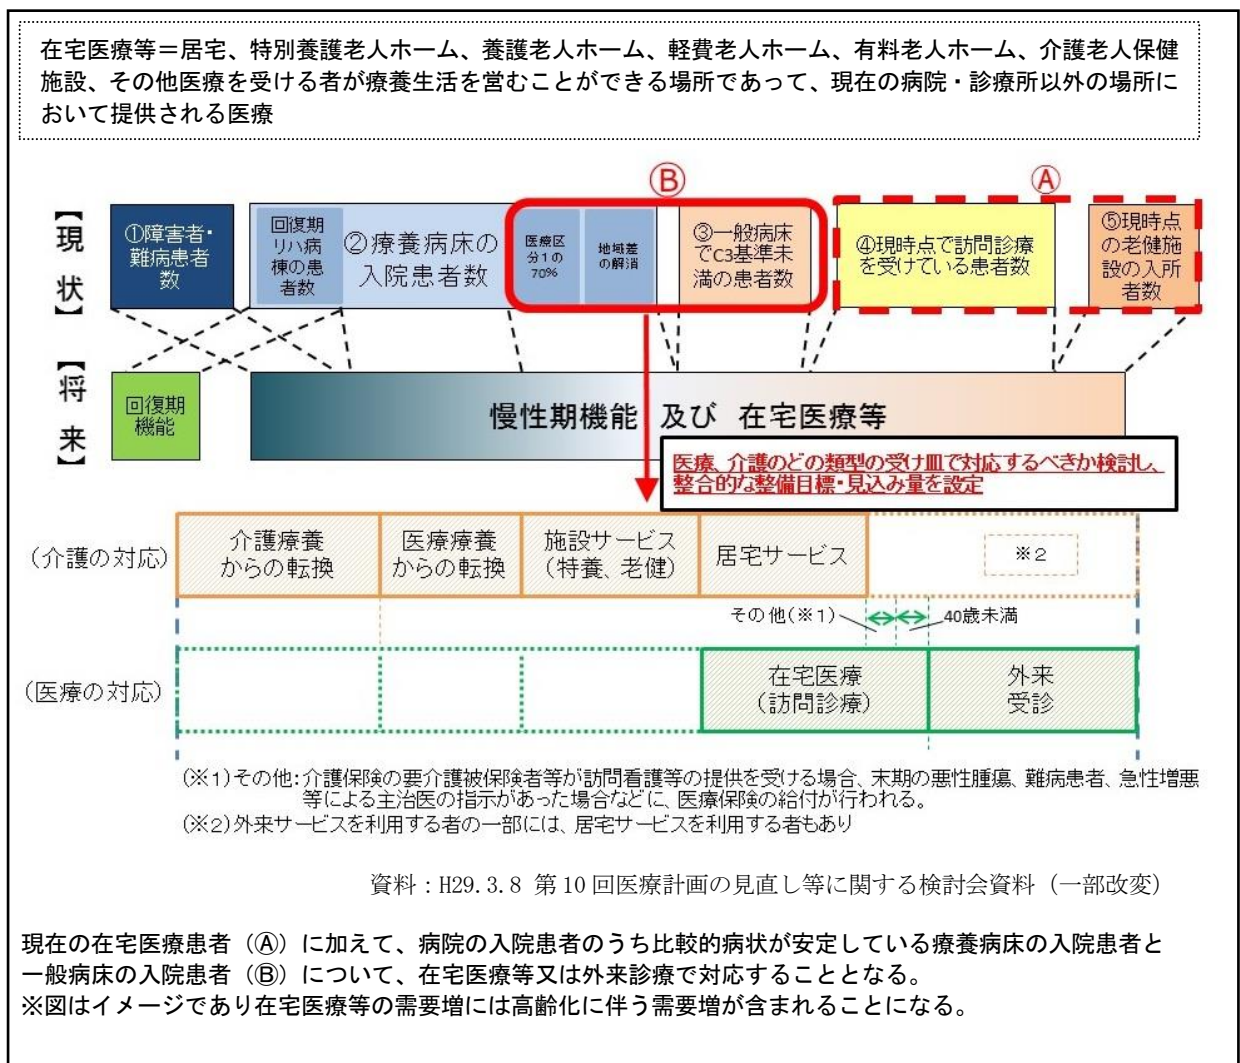 在宅医療等＝居宅、特別養護老人ホーム、養護老人ホーム、軽費老人ホーム、有料老人ホーム、介護老人保健
施設、その他医療を受ける者が療養生活を営むことができる場所であって、現在の病院・診療所以外の場所に
おいて提供される医療
Ⓑ
Ⓐ
【現状】
①障害者・
難病患者
数
回復期
リハ病
棟の患
者数
②療養病床の
入院患者数
医療区
分1の
70%
地域差
の解消
③一般病床
でC3基準未
満の患者数
④現時点で訪問診療
を受けている患者数
⑤現時点
の老健施
設の入所
者数
【将来】
回復期
機能
慢性期機能 及び 在宅医療等
医療、介護のどの類型の受け皿で対応するべきか検討し、
整合的な整備目標・見込み量を設定
(介護の対応)
介護療養
からの転換
医療療養
からの転換
施設サービス
(特養、老健)
居宅サービス
※2
その他(※1)
40歳未満
(医療の対応)
在宅医療
(訪問診療)
外来
受診
(※1)その他：介護保険の要介護被保険者等が訪問看護等の提供を受ける場合、末期の悪性腫瘍、難病患者、急性増悪
等による主治医の指示があった場合などに、医療保険の給付が行われる。
(※2)外来サービスを利用する者の一部には、居宅サービスを利用する者もあり
資料：H29.3.8 第10回医療計画の見直し等に関する検討会資料（一部改変）
現在の在宅医療患者（Ⓐ）に加えて、病院の入院患者のうち比較的病状が安定している療養病床の入院患者と
一般病床の入院患者（Ⓑ）について、在宅医療等又は外来診療で対応することとなる。
※図はイメージであり在宅医療等の需要増には高齢化に伴う需要増が含まれることになる。